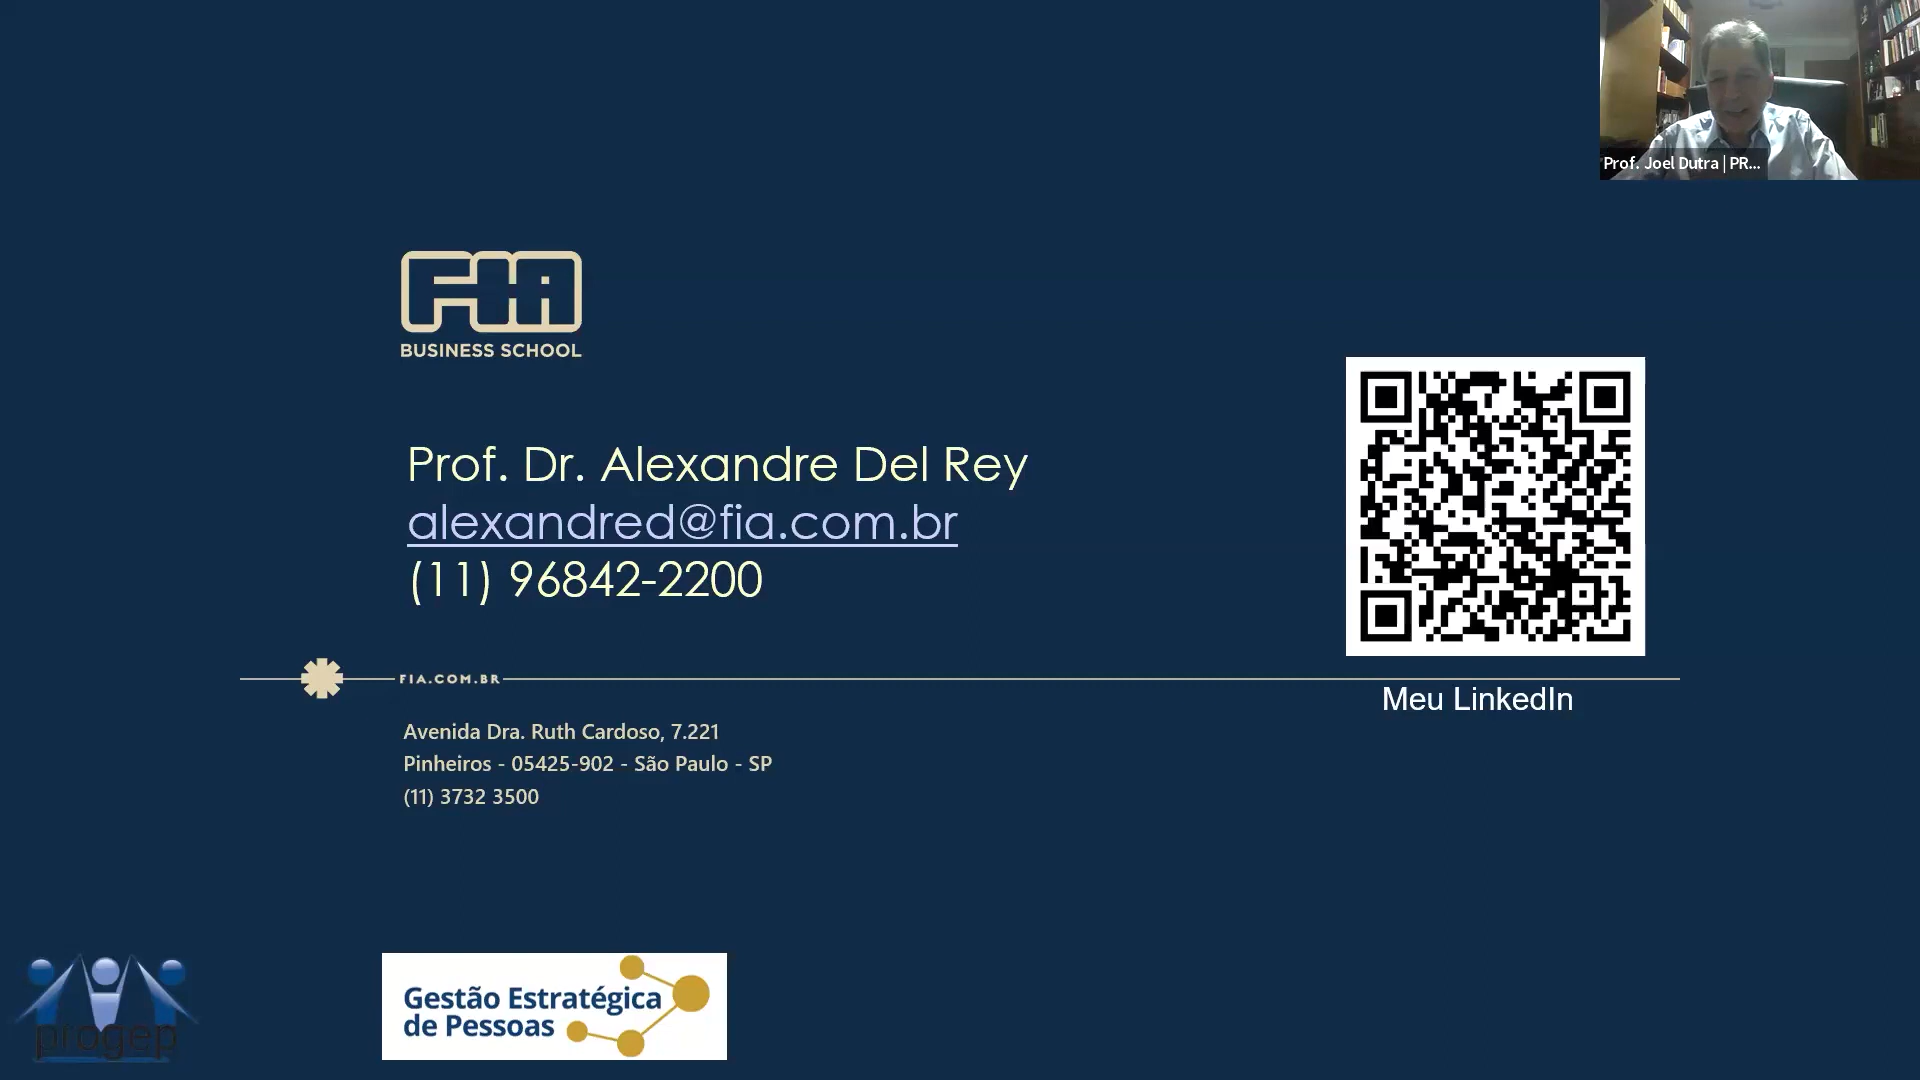 Prof. Joel Dutra | PR...
FIA
BUSINESS SCHOOL
Prof. Dr. Alexandre Del Rey
alexandred@fia.com.br
(11) 96842-2200
FIA.COM.BR
Meu LinkedIn
Avenida Dra. Ruth Cardoso, 7.221
Pinheiros - 05425-902 - São Paulo - SP
(11) 3732 3500
progep
Gestão Estratégica
de Pessoas